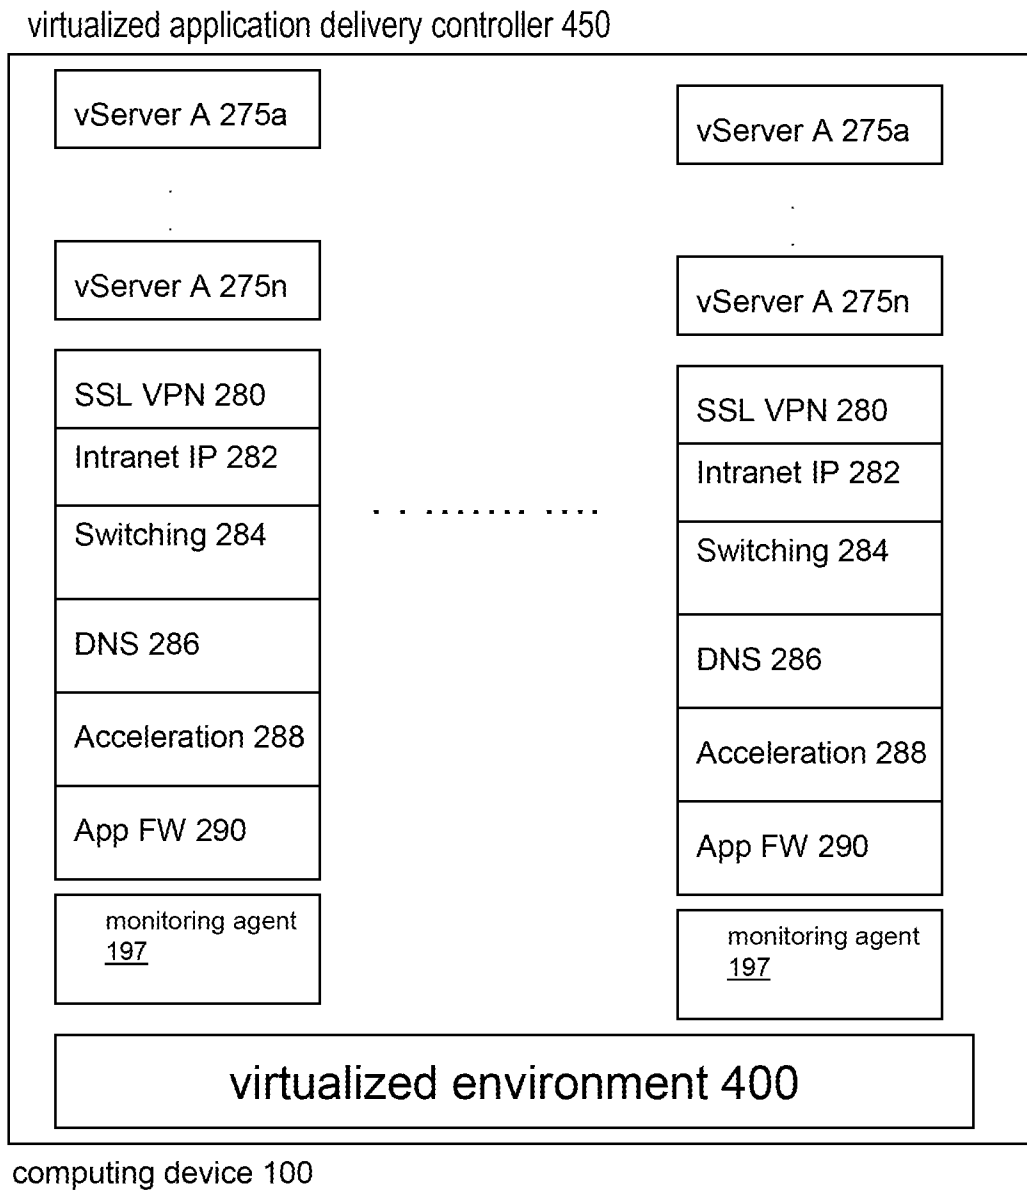 virtualized application delivery controller 450
vServer A 275a
vServer A 275n
SSL VPN 280
Intranet IP 282
Switching 284
DNS 286
Acceleration 288
App FW 290
monitoring agent
197
vServer A 275a
vServer A 275n
SSL VPN 280
Intranet IP 282
Switching 284
DNS 286
Acceleration 288
App FW 290
monitoring agent
197
virtualized environment 400
computing device 100